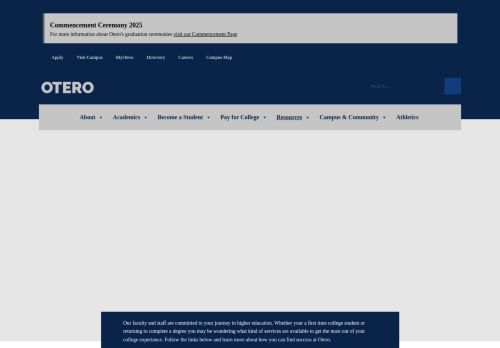 Commencement Ceremony 2025
For more information about Otero's graduation ceremonies visit our Commencement Page
Apply Visit Campus MyOtero Directory Careers Campus Map
OTERO
Search...
About Academics Become a Student Pay for College Resources Campus & Community Athletics
Our faculty and staff are committed to your journey in higher education. Whether your a first time college student or
returning to complete a degree you may be wondering what kind of services are available to get the most out of your
college experience. Follow the links below and learn more about how you can find success at Otero.